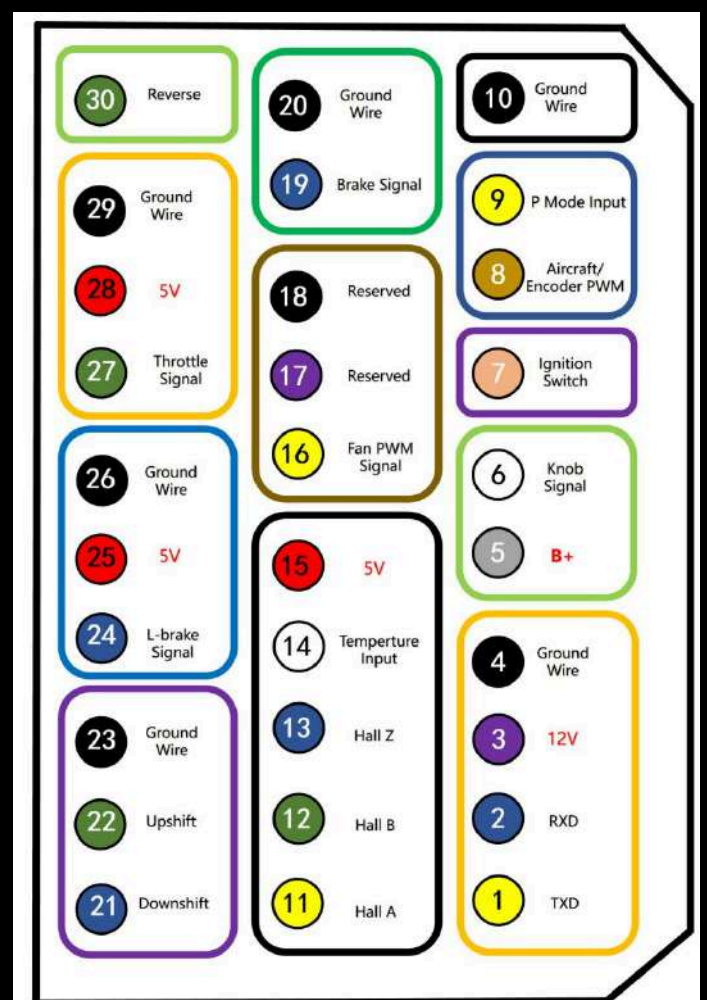 30
Reverse
29
Ground
Wire
28
5V
27
Throttle
Signal
26
Ground
Wire
25
5V
24
L-brake
Signal
23
Ground
Wire
22
Upshift
21
Downshift
20
Ground
Wire
19
Brake Signal
18
Reserved
17
Reserved
16
Fan PWM
Signal
15
5V
14
Temperture
Input
13
Hall Z
12
Hall B
11
Hall A
10
Ground
Wire
9
P Mode Input
8
Aircraft/
Encoder PWM
7
Ignition
Switch
6
Knob
Signal
5
B+
4
Ground
Wire
3
12V
2
RXD
1
TXD